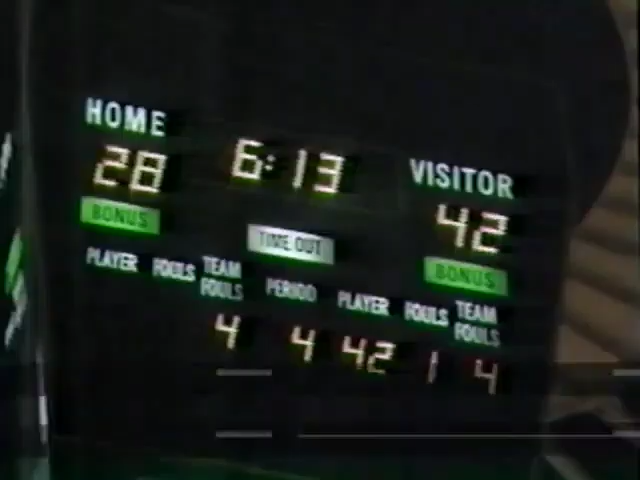 HOME
28 6:13 VISITOR
42
BONUS TIME OUT BONUS
PLAYER FOULS TEAM FOULS PERIOD PLAYER FOULS TEAM FOULS
4 4 42 1 4